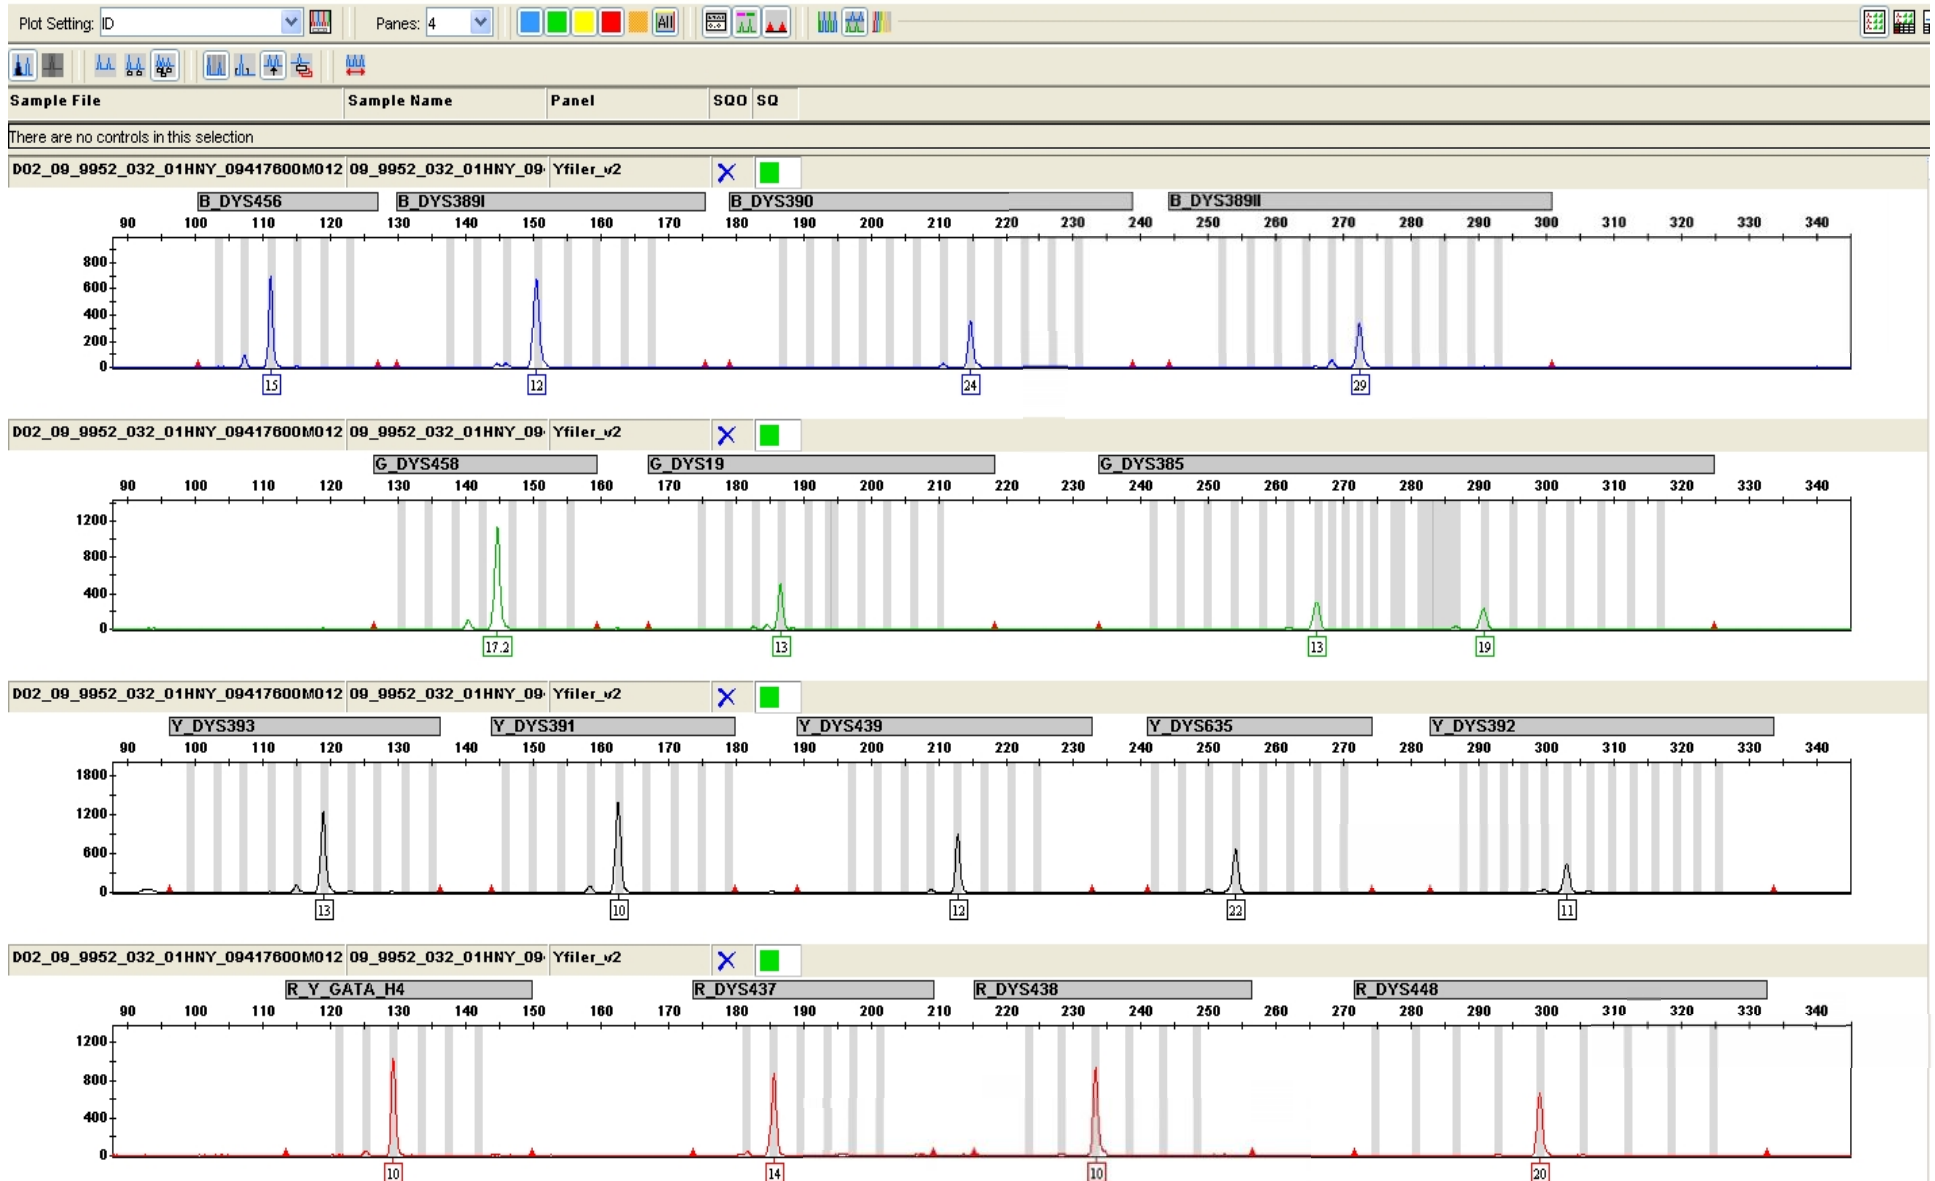 Plot Setting: ID Panes: 4 All
Sample File Sample Name Panel SQO SQ
There are no controls in this selection
D02_09_9952_032_01HNY_09417600M012 09_9952_032_01HNY_09 Yfiler_v2
B_DYS456 B_DYS389I B_DYS390 B_DYS389II
90 100 110 120 130 140 150 160 170 180 190 200 210 220 230 240 250 260 270 280 290 300 310 320 330 340
800
600
400
200
0
15 12 24 29
D02_09_9952_032_01HNY_09417600M012 09_9952_032_01HNY_09 Yfiler_v2
G_DYS458 G_DYS19 G_DYS385
90 100 110 120 130 140 150 160 170 180 190 200 210 220 230 240 250 260 270 280 290 300 310 320 330 340
1200
800
400
0
17.2 13 13 19
D02_09_9952_032_01HNY_09417600M012 09_9952_032_01HNY_09 Yfiler_v2
Y_DYS393 Y_DYS391 Y_DYS439 Y_DYS635 Y_DYS392
90 100 110 120 130 140 150 160 170 180 190 200 210 220 230 240 250 260 270 280 290 300 310 320 330 340
1800
1200
600
0
13 10 12 22 11
D02_09_9952_032_01HNY_09417600M012 09_9952_032_01HNY_09 Yfiler_v2
R_Y_GATA_H4 R_DYS437 R_DYS438 R_DYS448
90 100 110 120 130 140 150 160 170 180 190 200 210 220 230 240 250 260 270 280 290 300 310 320 330 340
1200
800
400
0
10 14 10 20